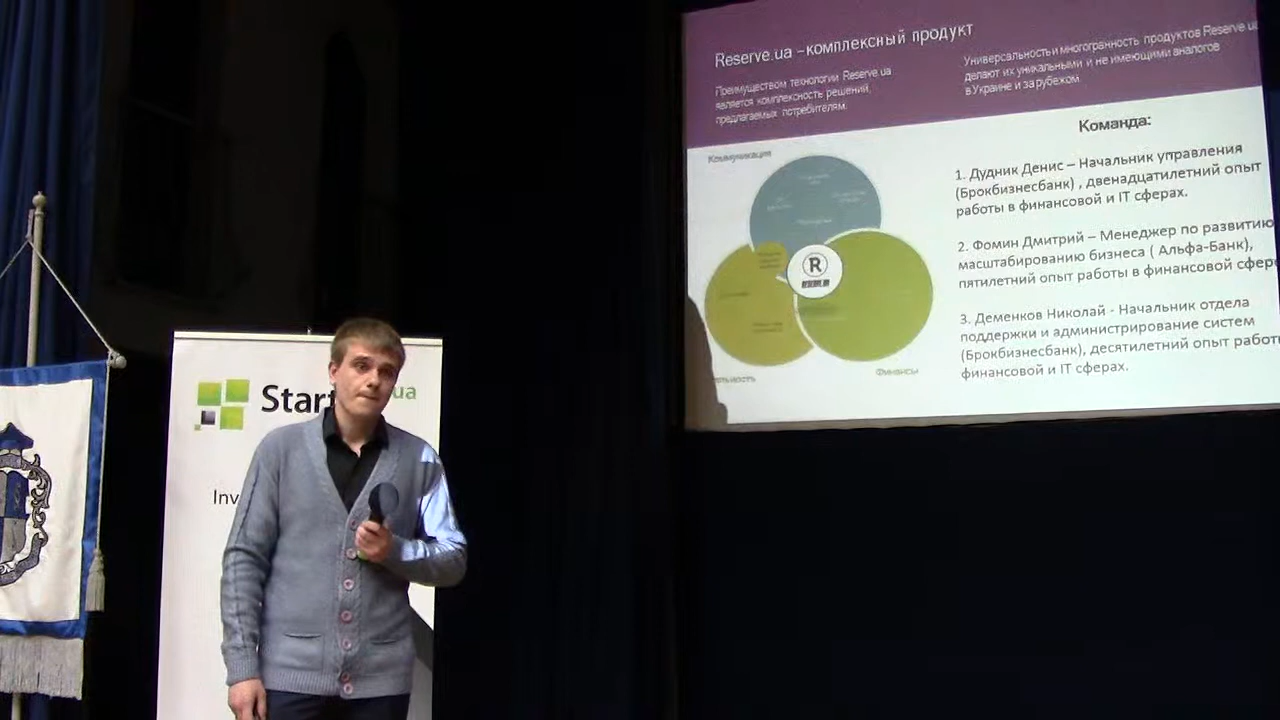 Reserve.ua –комплексный продукт
Преимуществом технологии Reserve.ua
является комплексность решений,
предлагаемых потребителям.
Универсальность и многогранность продуктов Reserve.ua
делают их уникальными и не имеющими аналогов
в Украине и за рубежом.
Коммуникация
R
Финансы
Команда:
1. Дудник Денис – Начальник управления
(Брокбизнесбанк) , двенадцатилетний опыт
работы в финансовой и IT сферах.
2. Фомин Дмитрий – Менеджер по развитию
масштабированию бизнеса ( Альфа-Банк),
пятилетний опыт работы в финансовой сфере
3. Деменков Николай - Начальник отдела
поддержки и администрирование систем
(Брокбизнесбанк), десятилетний опыт работ
финансовой и IT сферах.
Start ua
Inv